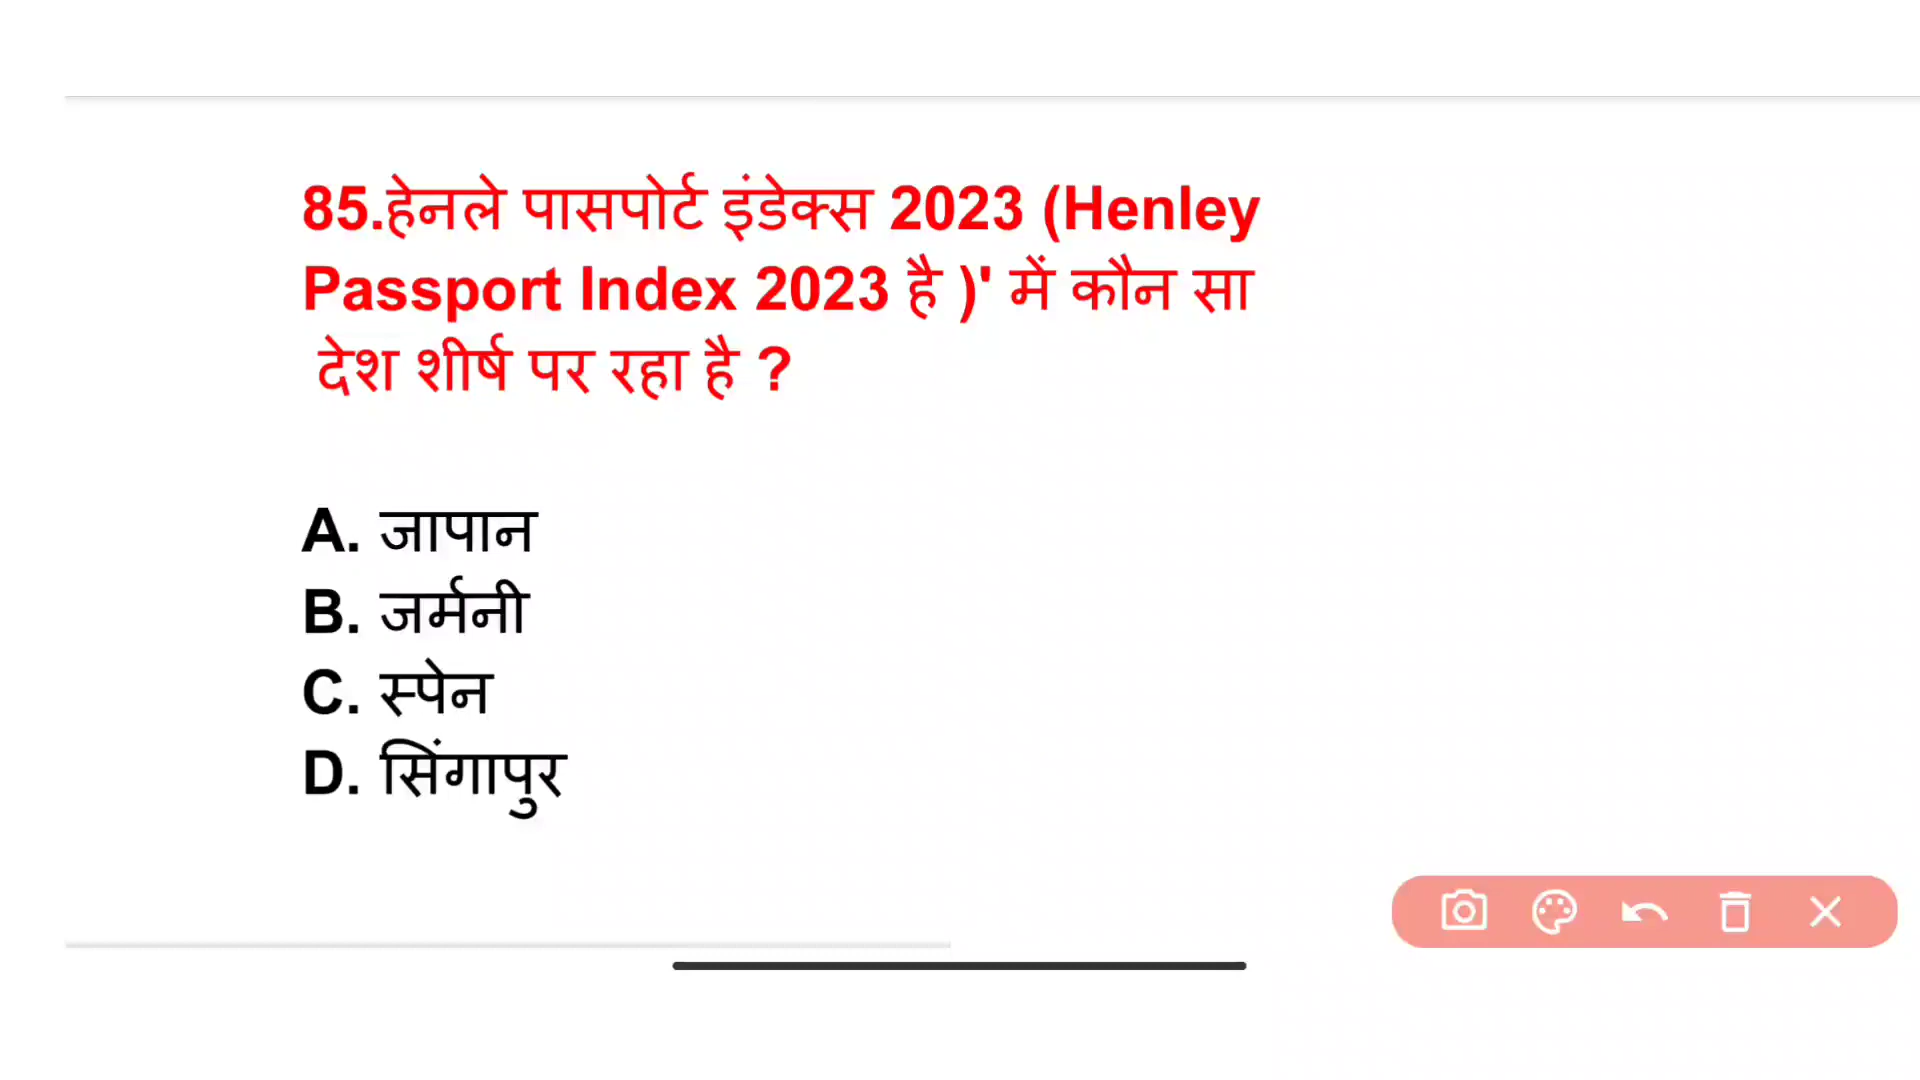 85.हेनले पासपोर्ट इंडेक्स 2023 (Henley
Passport Index 2023 है )' में कौन सा
देश शीर्ष पर रहा है ?
A. जापान
B. जर्मनी
C. स्पेन
D. सिंगापुर